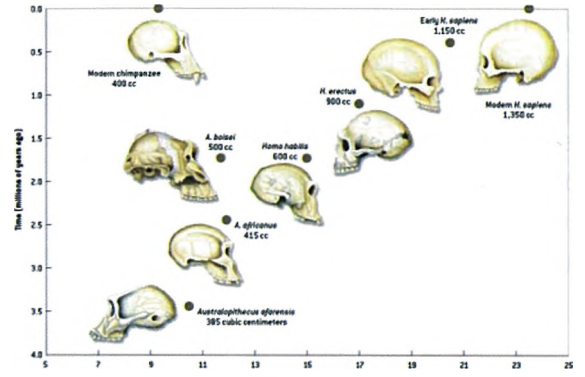 0.0
0.5
1.0
1.5
2.0
2.5
3.0
3.5
4.0
Time (millions of years ago)
Modern chimpanzee
400 cc
Early H. sapiens
1,150 cc
Modern H. sapiens
1,350 cc
H. erectus
900 cc
A. boisei
500 cc
Homo habilis
600 cc
A. africanus
415 cc
Australopithecus afarensis
385 cubic centimeters
5
7
9
11
13
15
17
19
21
23
25